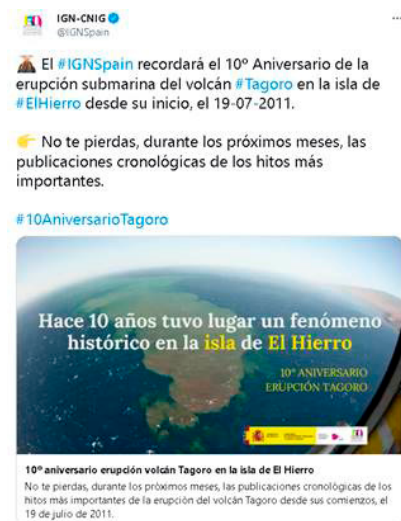 IGN-CNIG
@IGNSpain
El #IGNSpain recordará el 10º Aniversario de la
erupción submarina del volcán #Tagoro en la isla de
#ElHierro desde su inicio, el 19-07-2011.
No te pierdas, durante los próximos meses, las
publicaciones cronológicas de los hitos más
importantes.
#10AniversarioTagoro
Hace 10 años tuvo lugar un fenómeno
histórico en la isla de El Hierro
10º ANIVERSARIO
ERUPCIÓN TAGORO
10º aniversario erupción volcán Tagoro en la isla de El Hierro
No te pierdas, durante los próximos meses, las publicaciones cronológicas de los
hitos más importantes de la erupción del volcán Tagoro desde sus comienzos, el
19 de julio de 2011.